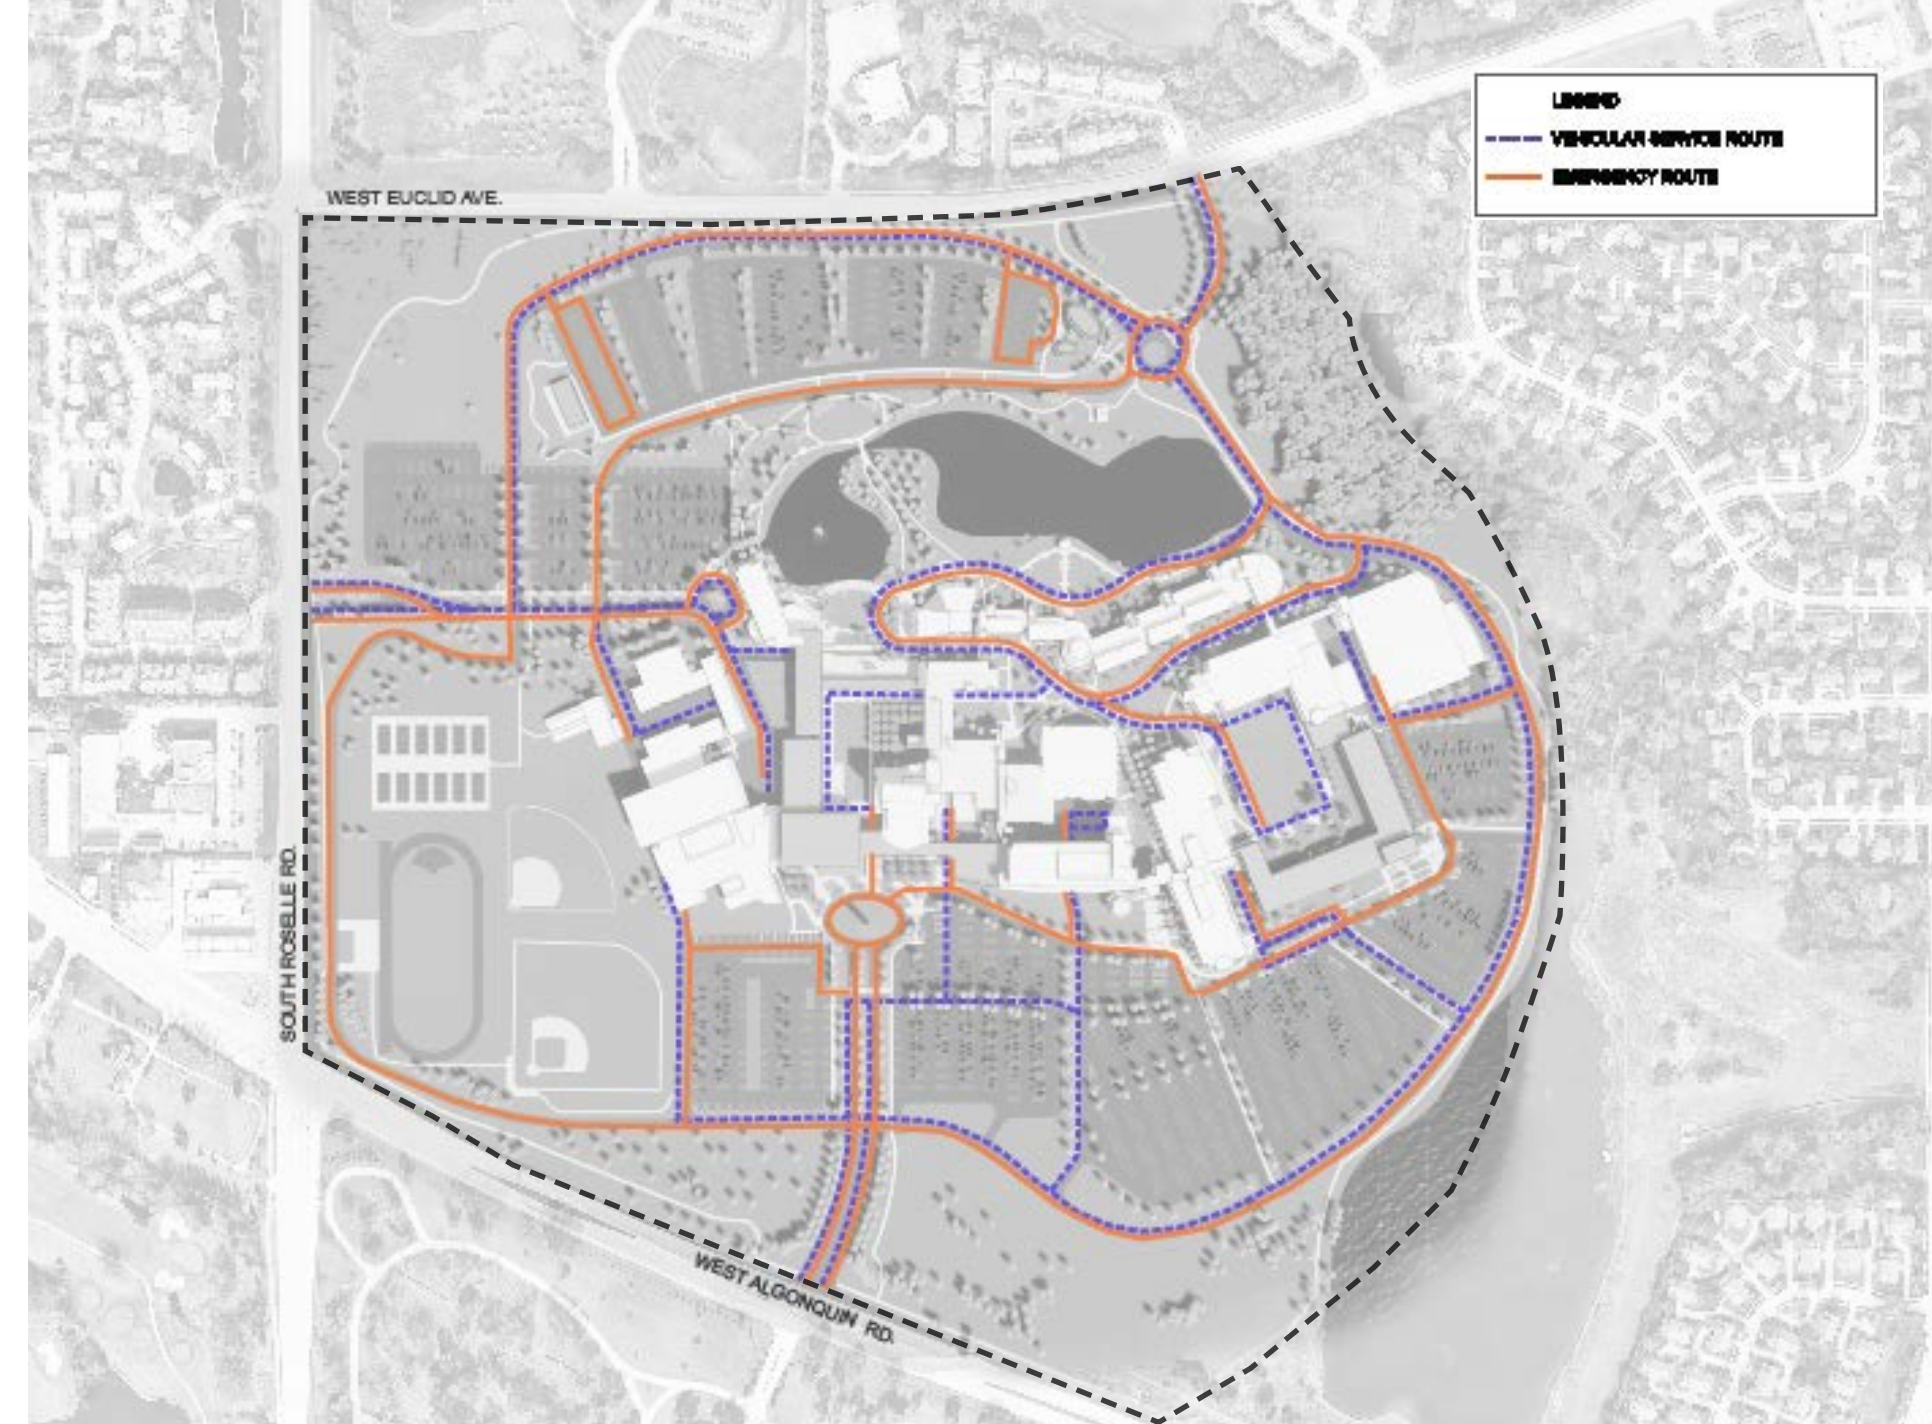 LEGEND
VEHICULAR SERVICE ROUTE
EMERGENCY ROUTE
WEST EUCLID AVE.
SOUTH ROSELLE RD.
WEST ALGONQUIN RD.